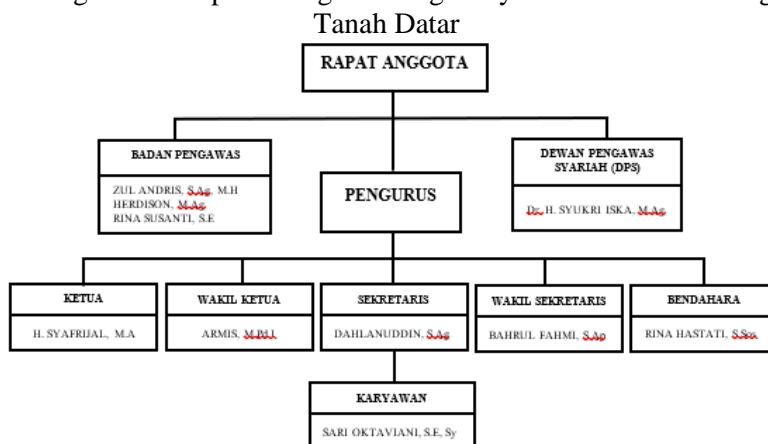 Tanah Datar
RAPAT ANGGOTA
BADAN PENGAWAS
ZUL ANDRIS, S.Ag, M.H
HERDISON, M.Ag
RINA SUSANTI, S.E
PENGURUS
DEWAN PENGAWAS
SYARIAH (DPS)
Dr. H. SYUKRI ISKA, M.Ag
KETUA
H. SYAFRIJAL, M.A
WAKIL KETUA
ARMIS, M.Pd.I
SEKRETARIS
DAHLANUDDIN, S.Ag
WAKIL SEKRETARIS
BAHRUL FAHMI, S.Ap
BENDAHARA
RINA HASTATI, S.Sos
KARYAWAN
SARI OKTAVIANI, S.E, Sy